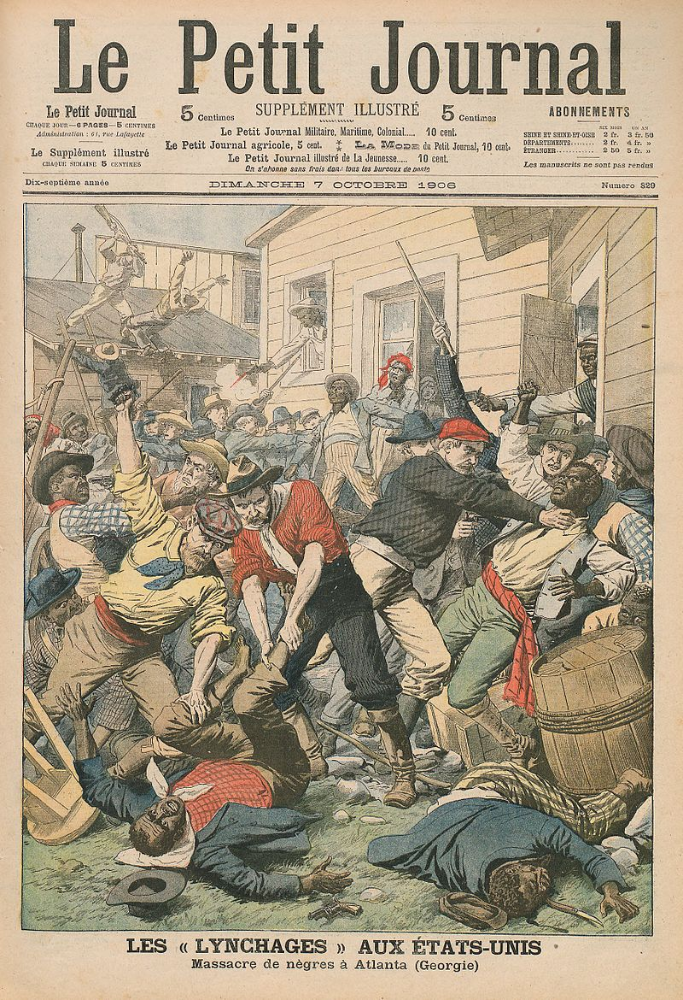 Le Petit Journal
Le Petit Journal
CHAQUE JOUR—6 PAGES—5 CENTIMES
Administration : 61, rue Lafayette
Le Supplément illustré
CHAQUE SEMAINE 5 CENTIMES
5 Centimes SUPPLÉMENT ILLUSTRÉ 5 Centimes
Le Petit Journal Militaire, Maritime, Colonial..... 10 cent.
Le Petit Journal agricole, 5 cent. LA MODE du Petit Journal, 10 cent.
Le Petit Journal illustré de La Jeunesse..... 10 cent.
On s'abonne sans frais dans tous les bureaux de poste
ABONNEMENTS
SIX MOIS UN AN
SEINE ET SEINE-ET-OISE 2 fr. 3 fr. 50
DÉPARTEMENTS........ 2 fr. 4 fr. »
ÉTRANGER............ 2 50 5 fr. »
Les manuscrits ne sont pas rendus
Dix-septième année
DIMANCHE 7 OCTOBRE 1906
Numero 829
LES « LYNCHAGES » AUX ÉTATS-UNIS
Massacre de nègres à Atlanta (Georgie)